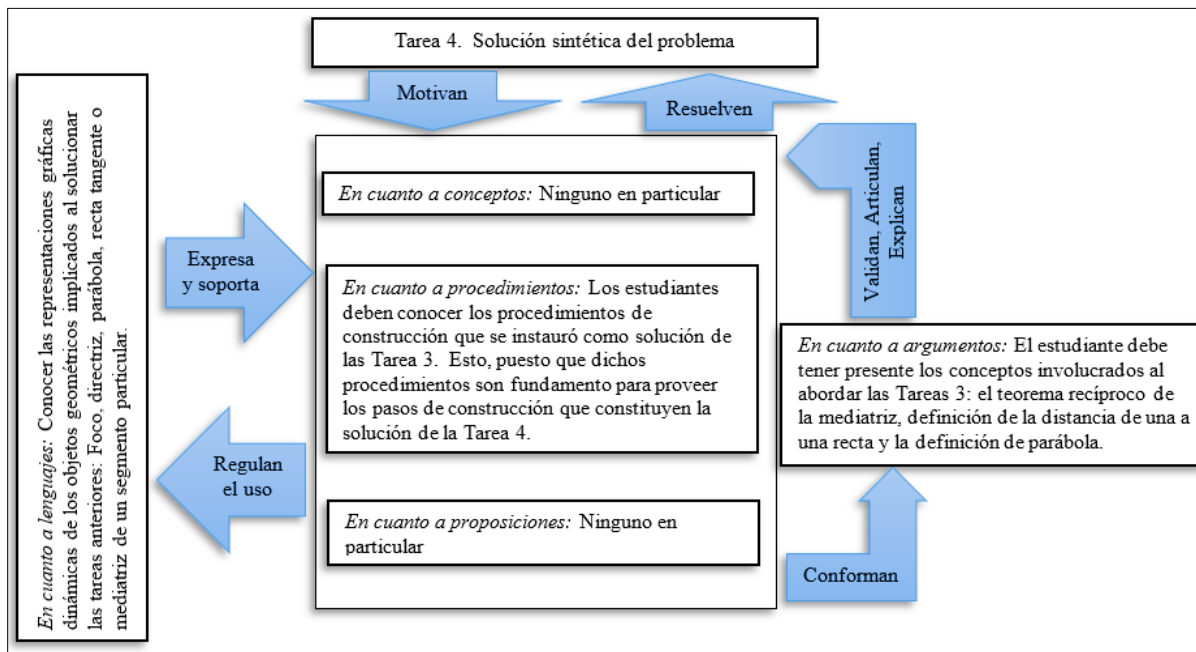 Tarea 4.  Solución sintética del problema
Motivan
Resuelven
En cuanto a lenguajes: Conocer las representaciones gráficas
dinámicas de los objetos geométricos implicados al solucionar
las tareas anteriores: Foco, directriz, parábola, recta tangente o
mediatriz de un segmento particular.
Expresa
y soporta
Regulan
el uso
En cuanto a conceptos: Ninguno en particular
En cuanto a procedimientos: Los estudiantes
deben conocer los procedimientos de
construcción que se instauró como solución de
las Tarea 3.  Esto, puesto que dichos
procedimientos son fundamento para proveer
los pasos de construcción que constituyen la
solución de la Tarea 4.
En cuanto a proposiciones: Ninguno en
particular
Validan, Articulan,
Explican
En cuanto a argumentos: El estudiante debe
tener presente los conceptos involucrados al
abordar las Tareas 3: el teorema recíproco de
la mediatriz, definición de la distancia de una a
una recta y la definición de parábola.
Conforman